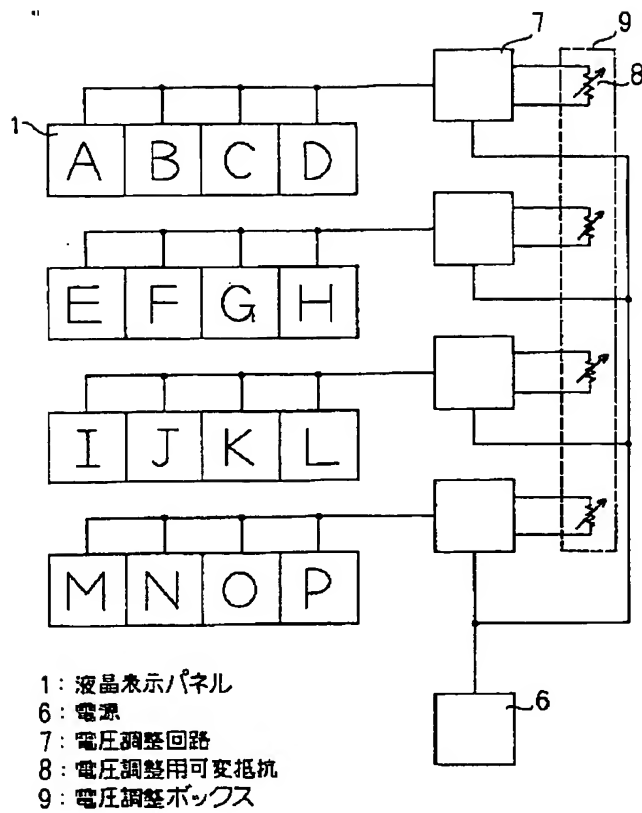 7
9
8
1
A B C D
E F G H
I J K L
M N O P
6
1：液晶表示パネル
6：電源
7：電圧調整回路
8：電圧調整用可変抵抗
9：電圧調整ボックス